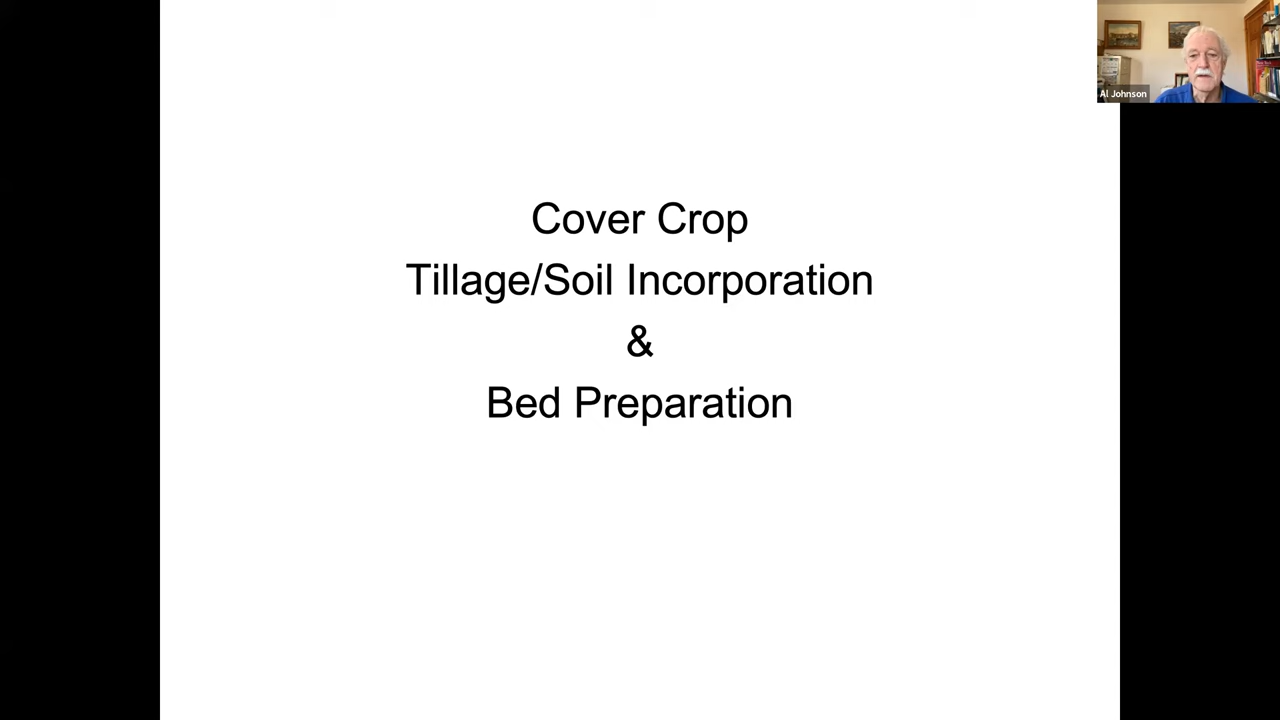 Al Johnson
Cover Crop
Tillage/Soil Incorporation
&
Bed Preparation